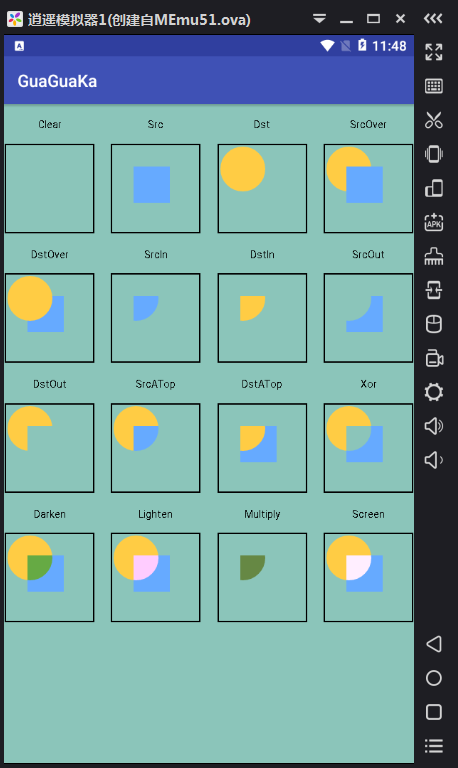 逍遥模拟器1(创建自MEmu51.ova)
A
11:48
GuaGuaKa
Clear Src Dst SrcOver
DstOver SrcIn DstIn SrcOut
DstOut SrcATop DstATop Xor
Darken Lighten Multiply Screen
APK